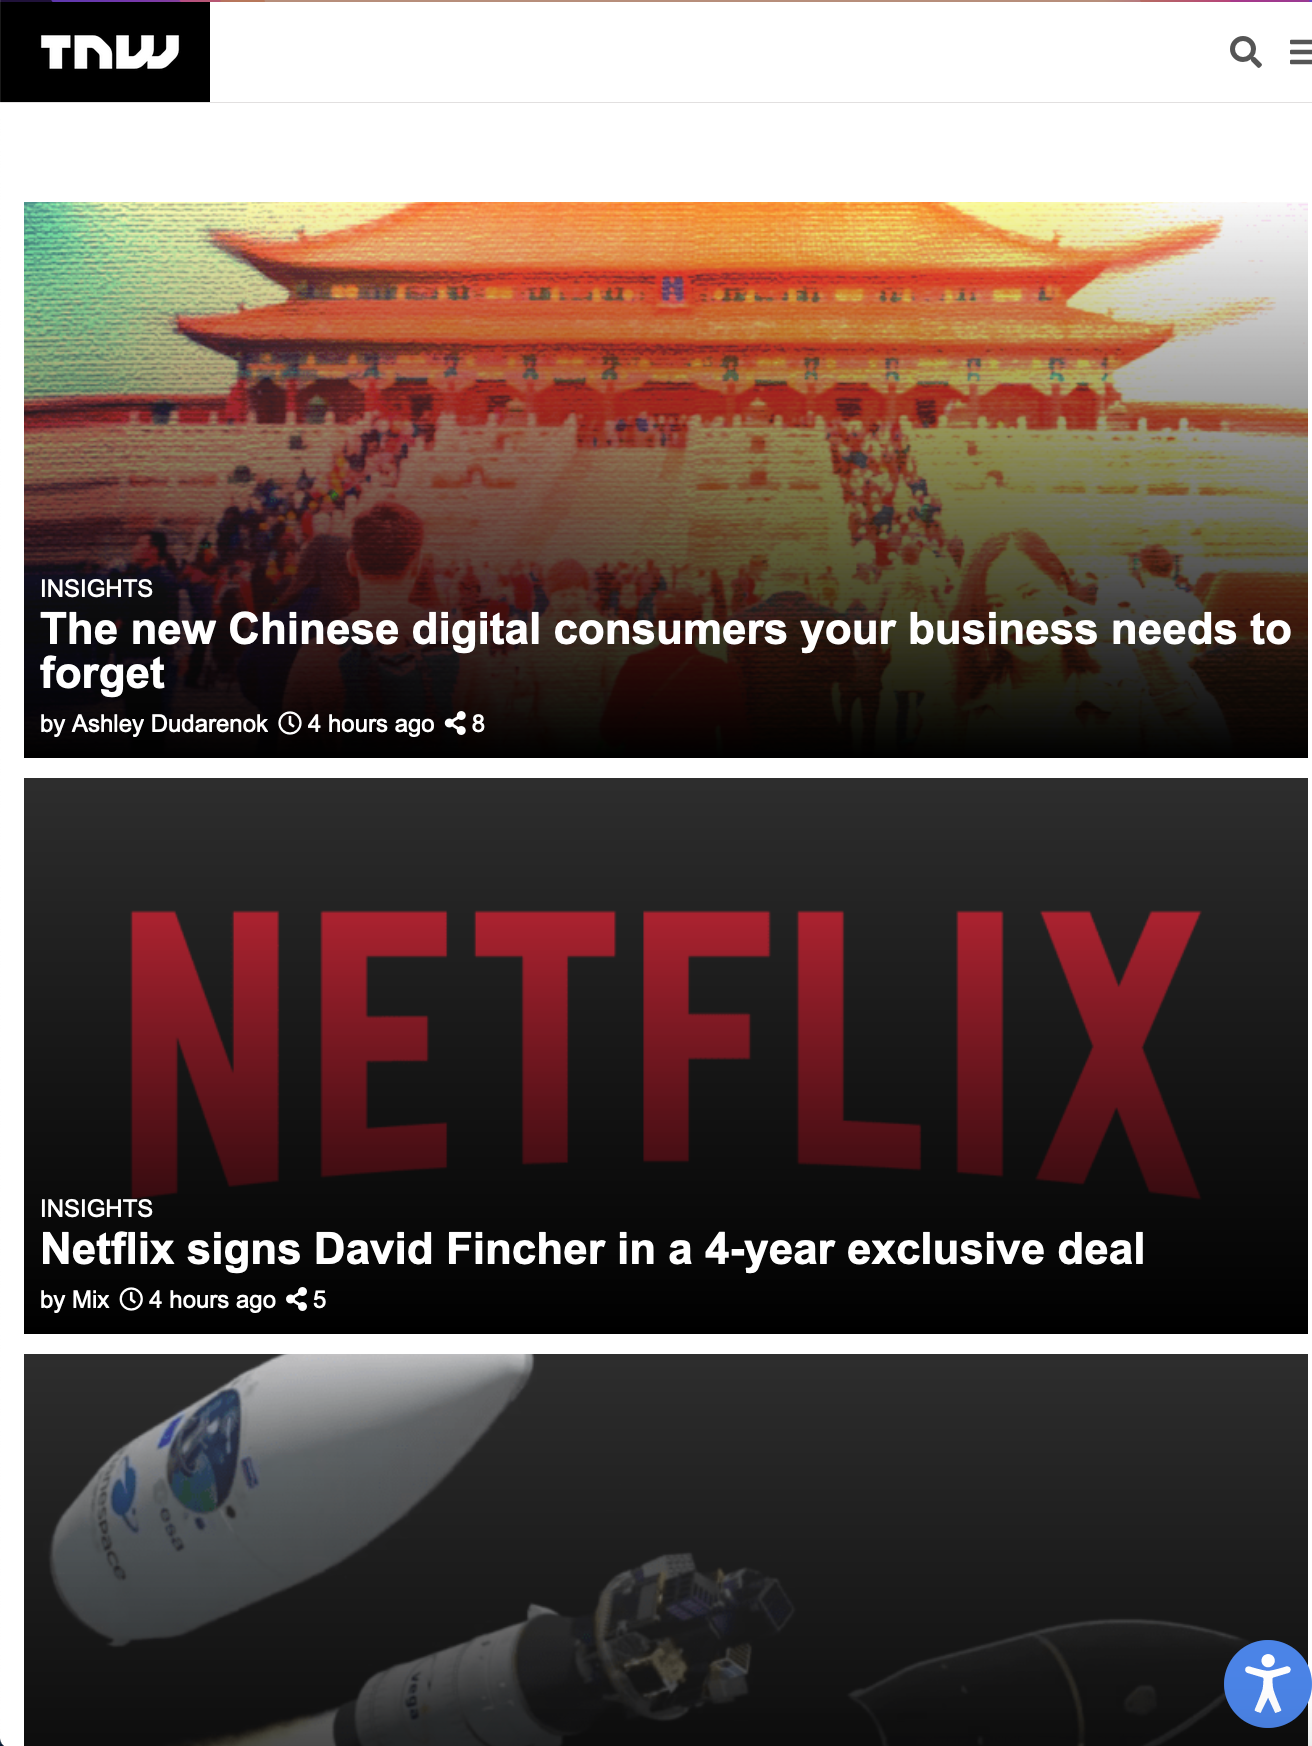 TNW
INSIGHTS
The new Chinese digital consumers your business needs to
forget
by Ashley Dudarenok 4 hours ago 8
NETFLIX
INSIGHTS
Netflix signs David Fincher in a 4-year exclusive deal
by Mix 4 hours ago 5
esa
vega